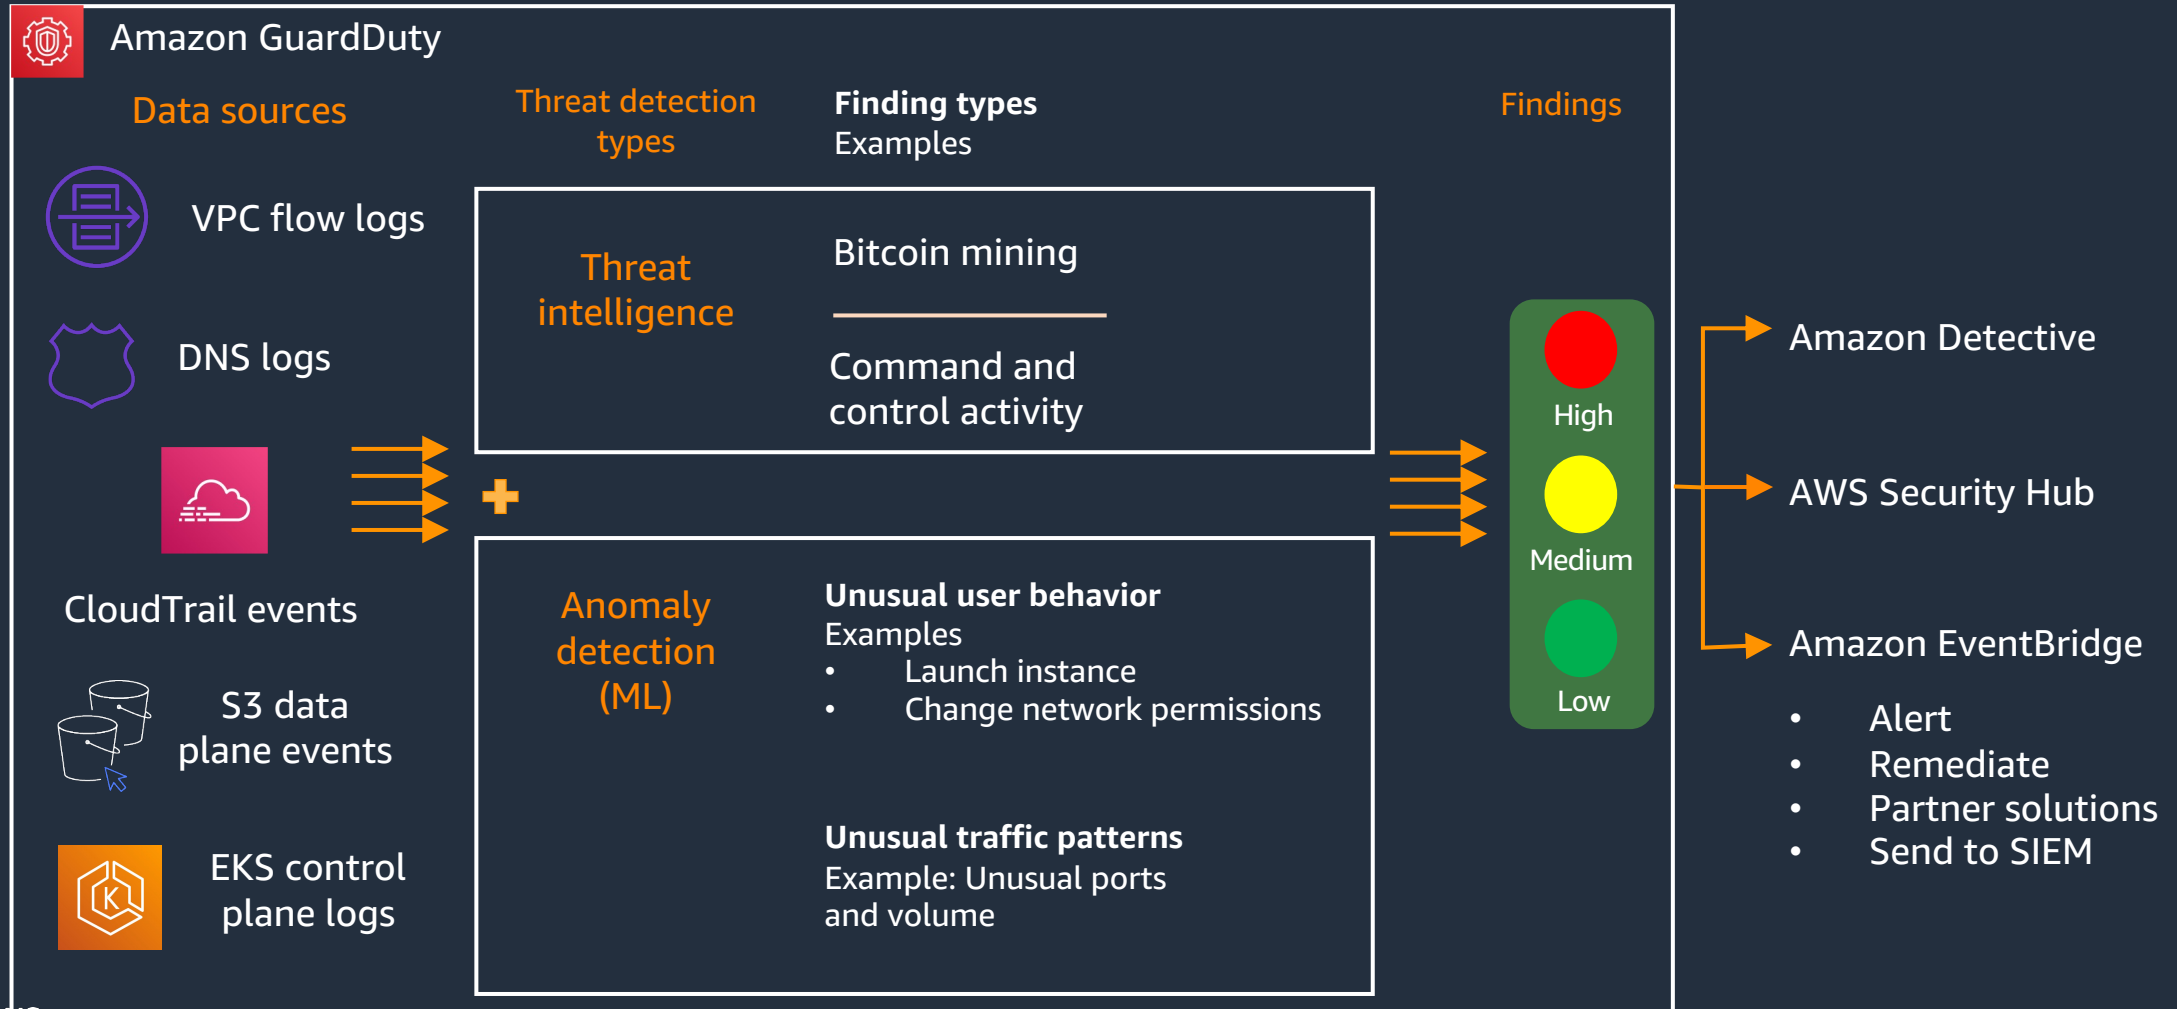 Amazon GuardDuty
Data sources
VPC flow logs
DNS logs
CloudTrail events
S3 data
plane events
EKS control
plane logs
K
Threat detection
types
Finding types
Examples
Threat
intelligence
Bitcoin mining
Command and
control activity
Anomaly
detection
(ML)
Unusual user behavior
Examples
• Launch instance
• Change network permissions
Unusual traffic patterns
Example: Unusual ports
and volume
Findings
High
Medium
Low
Amazon Detective
AWS Security Hub
Amazon EventBridge
• Alert
• Remediate
• Partner solutions
• Send to SIEM